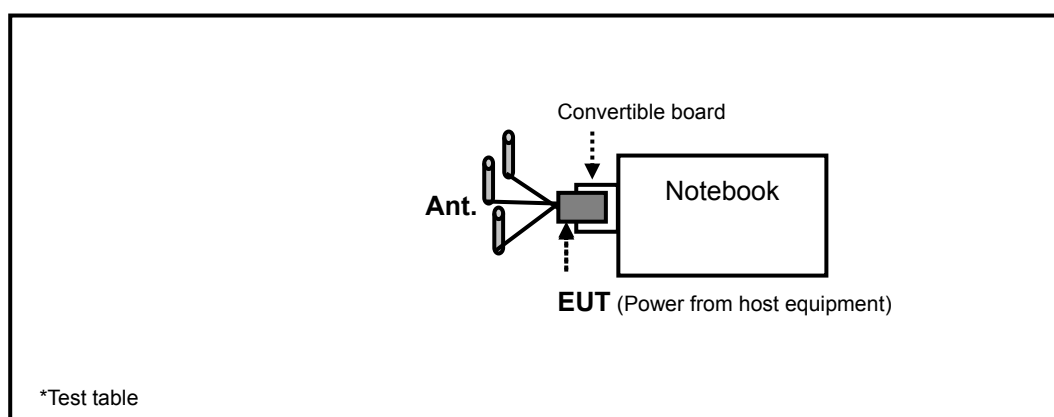 Convertible board
Notebook
Ant.
EUT (Power from host equipment)
*Test table